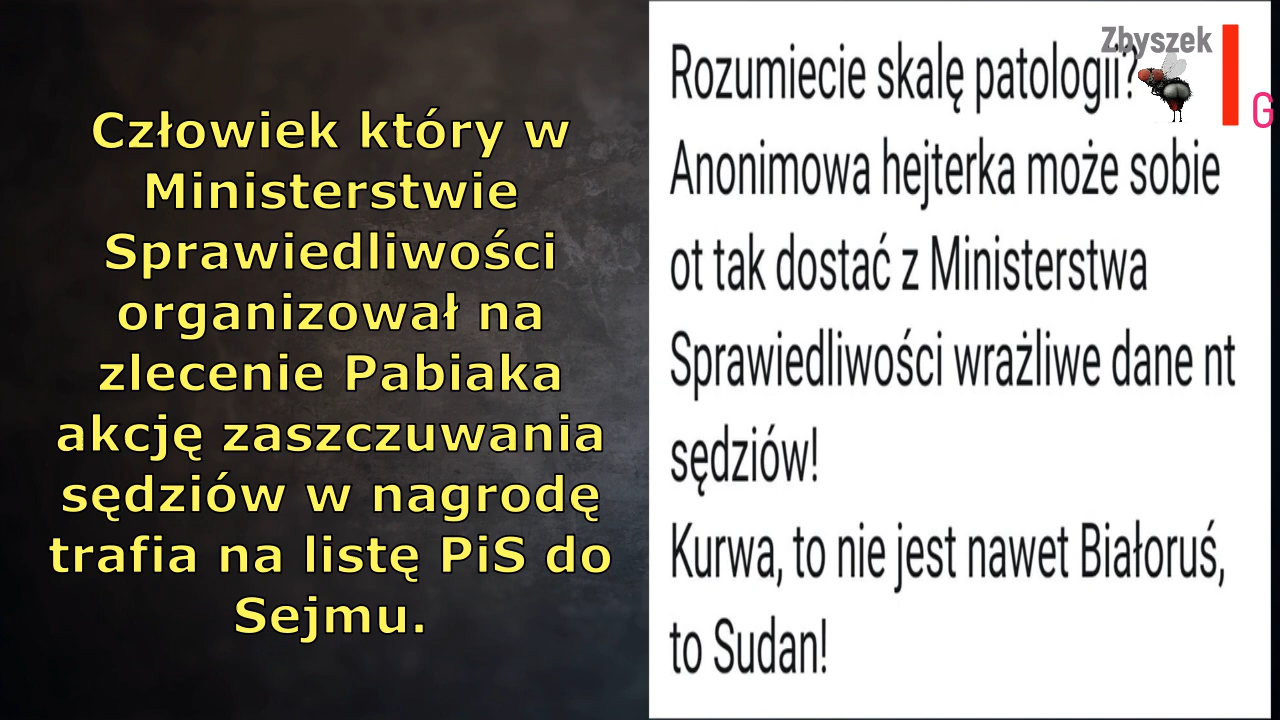 Człowiek który w
Ministerstwie
Sprawiedliwości
organizował na
zlecenie Pabiaka
akcję zaszczuwania
sędziów w nagrodę
trafia na listę PiS do
Sejmu.
Zbyszek
Rozumiecie skalę patologii?
Anonimowa hejterka może sobie
ot tak dostać z Ministerstwa
Sprawiedliwości wrażliwe dane nt
sędziów!
Kurwa, to nie jest nawet Białoruś,
to Sudan!
G